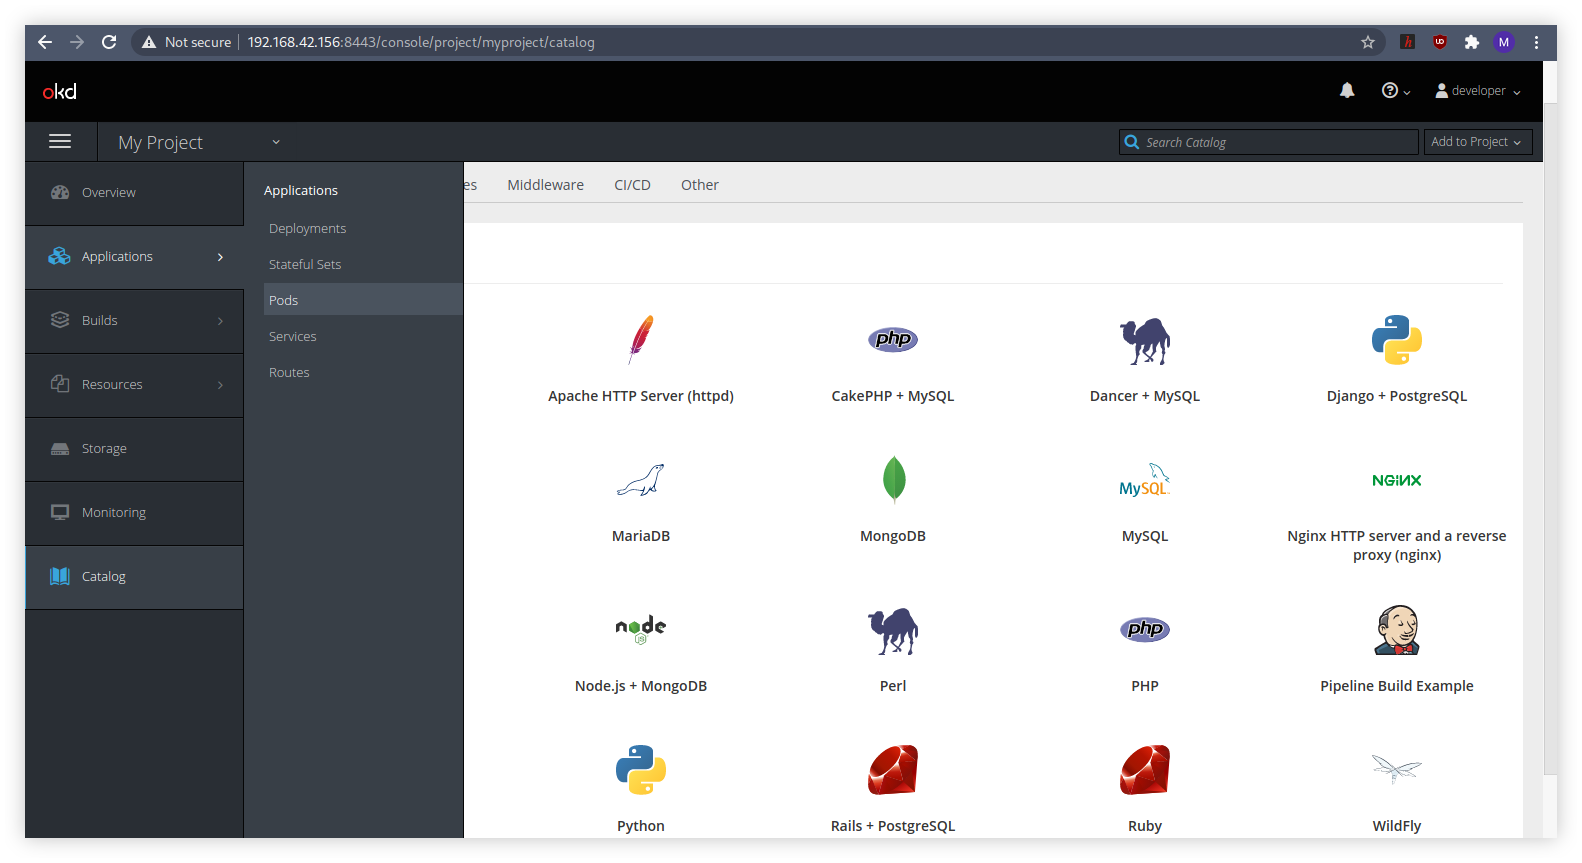 Not secure 192.168.42.156:8443/console/project/myproject/catalog
M
okd
developer
My Project
Search Catalog
Add to Project
Overview
Applications
Builds
Resources
Storage
Monitoring
Catalog
Applications
Deployments
Stateful Sets
Pods
Services
Routes
es Middleware CI/CD Other
php
Apache HTTP Server (httpd) CakePHP + MySQL Dancer + MySQL Django + PostgreSQL
MySQL NGINX
MariaDB MongoDB MySQL Nginx HTTP server and a reverse
proxy (nginx)
node JS php
Node.js + MongoDB Perl PHP Pipeline Build Example
Python Rails + PostgreSQL Ruby WildFly